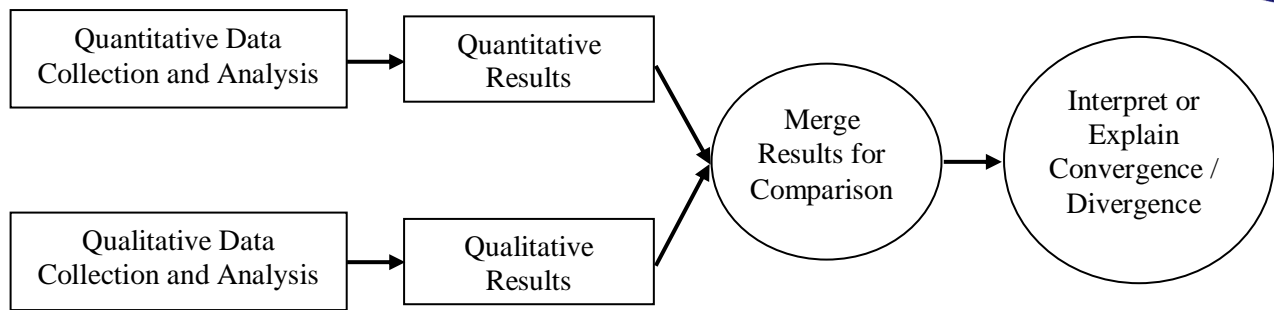 Quantitative Data
Collection and Analysis
Quantitative
Results
Qualitative Data
Collection and Analysis
Qualitative
Results
Merge
Results for
Comparison
Interpret or
Explain
Convergence /
Divergence